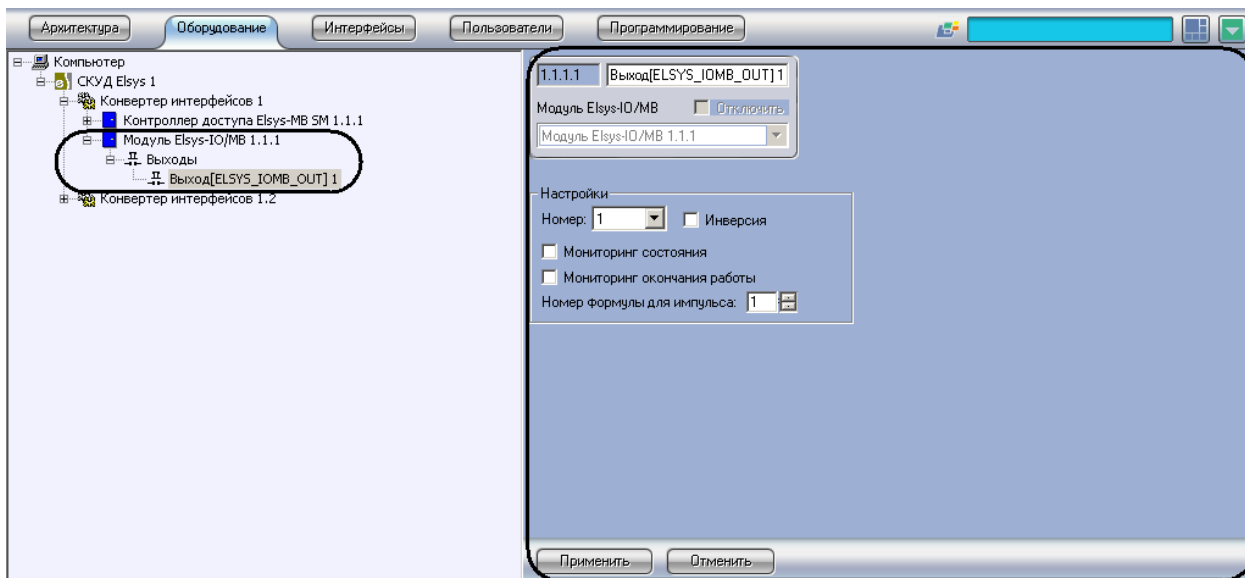 Архитектура Оборудование Интерфейсы Пользователи Программирование
Компьютер
СКУД Elsys 1
Конвертер интерфейсов 1
Контроллер доступа Elsys-MB SM 1.1.1
Модуль Elsys-IO/MB 1.1.1
Выходы
Выход[ELSYS_IOMB_OUT] 1
Конвертер интерфейсов 1.2
1.1.1.1 Выход[ELSYS_IOMB_OUT] 1
Модуль Elsys-IO/MB Отключить
Модуль Elsys-IO/MB 1.1.1
Настройки
Номер: 1 Инверсия
Мониторинг состояния
Мониторинг окончания работы
Номер формулы для импульса: 1
Применить Отменить